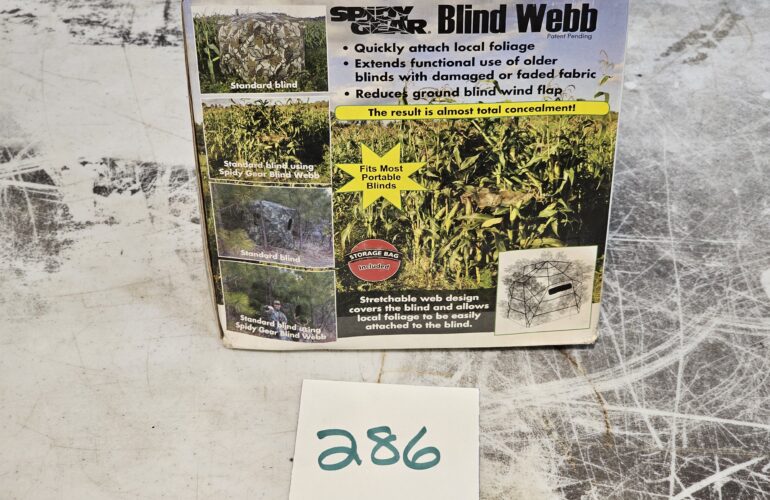 SPIDY
GEAR® Blind Webb
Patent Pending
• Quickly attach local foliage
• Extends functional use of older
blinds with damaged or faded fabric
• Reduces ground blind wind flap
The result is almost total concealment!
Standard blind
Standard blind using
Spidy Gear Blind Webb
Standard blind
Standard blind using
Spidy Gear Blind Webb
Fits Most
Portable
Blinds
STORAGE BAG
included
Stretchable web design
covers the blind and allows
local foliage to be easily
attached to the blind.
286